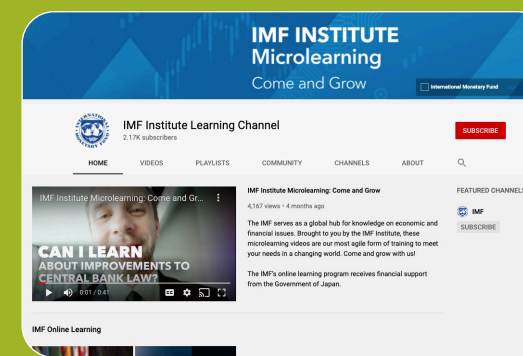 IMF INSTITUTE
Microlearning
Come and Grow
International Monetary Fund
IMF Institute Learning Channel
2.17K subscribers
SUBSCRIBE
HOME VIDEOS PLAYLISTS COMMUNITY CHANNELS ABOUT
IMF Institute Microlearning: Come and Gr...
CAN I LEARN
ABOUT IMPROVEMENTS TO
CENTRAL BANK LAW?
0:01 / 0:41
CC
IMF Institute Microlearning: Come and Grow
4,167 views • 4 months ago
The IMF serves as a global hub for knowledge on economic and
financial issues. Brought to you by the IMF Institute, these
microlearning videos are our most agile form of training to meet
your needs in a changing world. Come and grow with us!
The IMF's online learning program receives financial support
from the Government of Japan.
FEATURED CHANNELS
IMF
SUBSCRIBE
IMF Online Learning